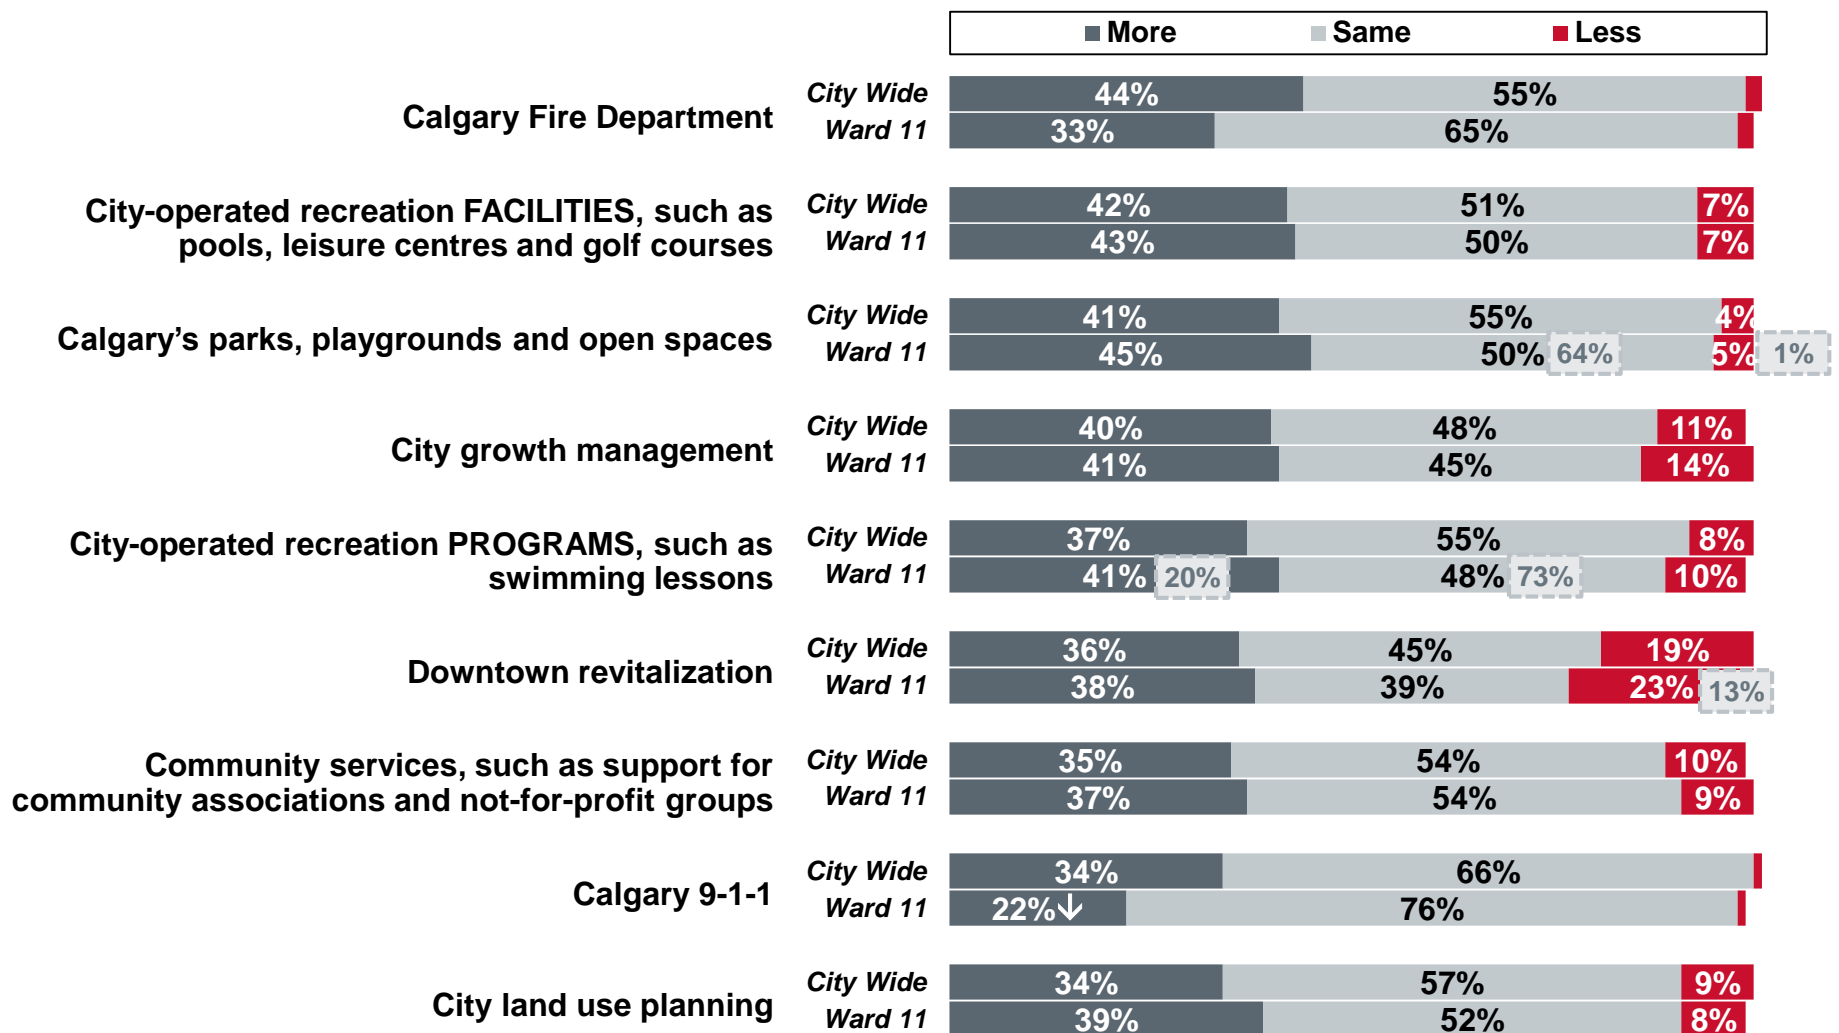 More Same Less
Calgary Fire Department
City Wide 44% 55%
Ward 11 33% 65%
City-operated recreation FACILITIES, such as
pools, leisure centres and golf courses
City Wide 42% 51% 7%
Ward 11 43% 50% 7%
Calgary’s parks, playgrounds and open spaces
City Wide 41% 55% 4%
Ward 11 45% 50% 64% 5% 1%
City growth management
City Wide 40% 48% 11%
Ward 11 41% 45% 14%
City-operated recreation PROGRAMS, such as
swimming lessons
City Wide 37% 55% 8%
Ward 11 41% 20% 48% 73% 10%
Downtown revitalization
City Wide 36% 45% 19%
Ward 11 38% 39% 23% 13%
Community services, such as support for
community associations and not-for-profit groups
City Wide 35% 54% 10%
Ward 11 37% 54% 9%
Calgary 9-1-1
City Wide 34% 66%
Ward 11 22%↓ 76%
City land use planning
City Wide 34% 57% 9%
Ward 11 39% 52% 8%